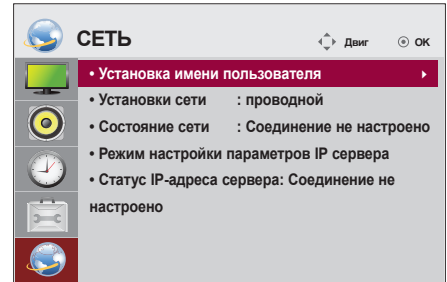 СЕТЬ
Двиг
ОК
• Установка имени пользователя
• Установки сети : проводной
• Состояние сети : Соединение не настроено
• Режим настройки параметров IP сервера
• Статус IP-адреса сервера: Соединение не
настроено